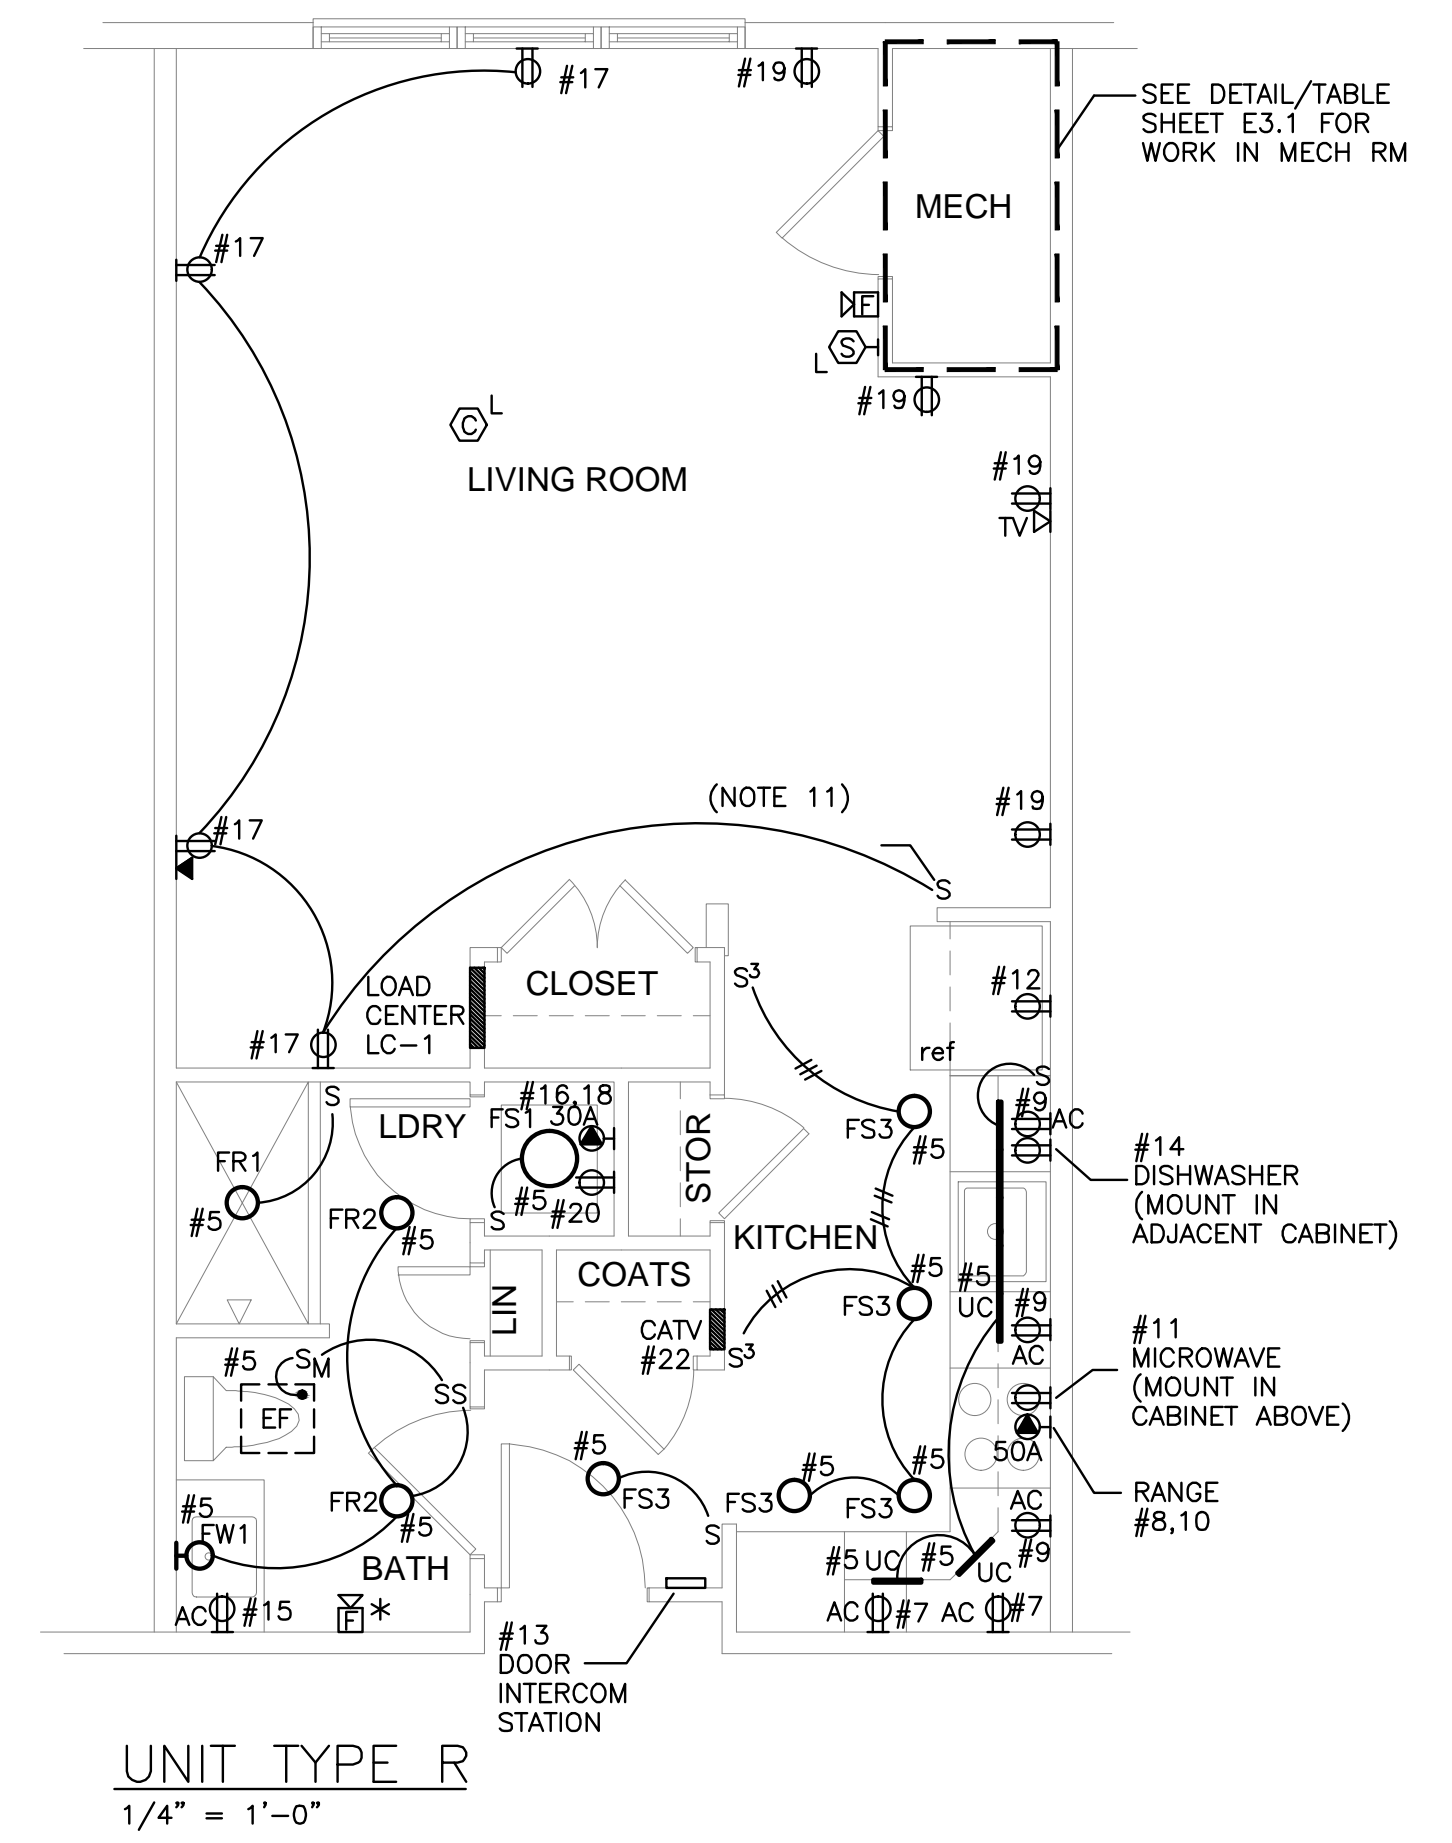 #17
#19
SEE DETAIL/TABLE
SHEET E3.1 FOR
WORK IN MECH RM
MECH
#17
F
S
L
#19
C L
LIVING ROOM
#19
TV
(NOTE 11)
#19
#17
S
CLOSET
S³
#12
LOAD
CENTER
LC-1
#17
ref
S
#9
AC
#14
DISHWASHER
(MOUNT IN
ADJACENT CABINET)
S
#16,18
FS1 30A
LDRY
STOR
FS3
#5
FR1
#5
FR2
#5
#5
#20
S
KITCHEN
#5
FS3
#5
UC
#9
AC
COATS
LIN
CATV
#22
S³
#11
MICROWAVE
(MOUNT IN
CABINET ABOVE)
#5
SM
SS
EF
50A
RANGE
#8,10
#5
FS3
#5
FS3
#5
FS3
S
FR2
#5
#5
FW1
BATH
AC
#9
#5 UC
#5
UC
AC #15
F *
AC #7
AC #7
#13
DOOR
INTERCOM
STATION
UNIT TYPE R
1/4" = 1'-0"